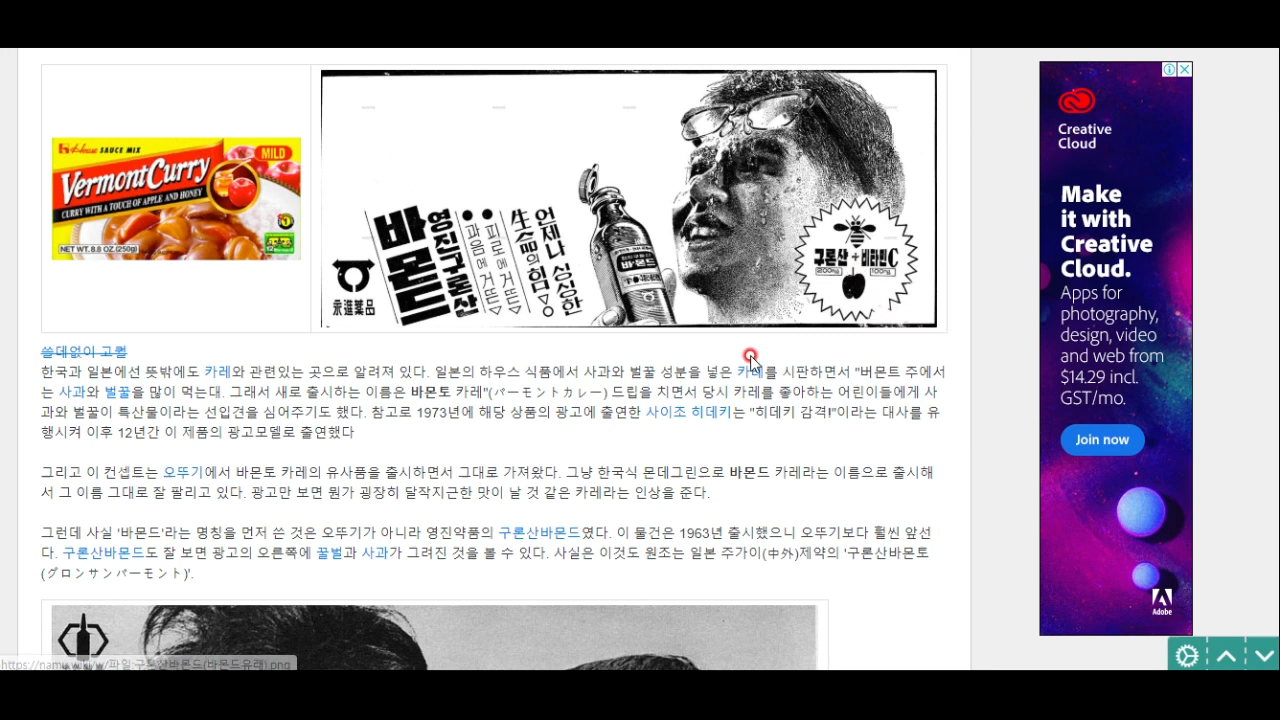 House SAUCE MIX
MILD
Vermont Curry
CURRY WITH A TOUCH OF APPLE AND HONEY
NET WT. 8.8 OZ. (250g)
永進薬品
바몬드
영진구론산
과음에 거뜬
피로에 거뜬
生命의 힘
언제나 싱싱한
바몬드
구론산 + 비타민C
200mg 100mg
쓸데없이 고퀄
한국과 일본에선 뜻밖에도 카레와 관련있는 곳으로 알려져 있다. 일본의 하우스 식품에서 사과와 벌꿀 성분을 넣은 카레를 시판하면서 "버몬트 주에서
는 사과와 벌꿀을 많이 먹는대. 그래서 새로 출시하는 이름은 바몬토 카레"(バーモントカレー) 드립을 치면서 당시 카레를 좋아하는 어린이들에게 사
과와 벌꿀이 특산물이라는 선입견을 심어주기도 했다. 참고로 1973년에 해당 상품의 광고에 출연한 사이조 히데키는 "히데키 감격!"이라는 대사를 유
행시켜 이후 12년간 이 제품의 광고모델로 출연했다
그리고 이 컨셉트는 오뚜기에서 바몬토 카레의 유사품을 출시하면서 그대로 가져왔다. 그냥 한국식 몬데그린으로 바몬드 카레라는 이름으로 출시해
서 그 이름 그대로 잘 팔리고 있다. 광고만 보면 뭔가 굉장히 달작지근한 맛이 날 것 같은 카레라는 인상을 준다.
그런데 사실 '바몬드'라는 명칭을 먼저 쓴 것은 오뚜기가 아니라 영진약품의 구론산바몬드였다. 이 물건은 1963년 출시했으니 오뚜기보다 훨씬 앞선
다. 구론산바몬드도 잘 보면 광고의 오른쪽에 꿀벌과 사과가 그려진 것을 볼 수 있다. 사실은 이것도 원조는 일본 주가이(中外)제약의 '구론산바몬토
(グロンサンバーモント)'.
https://namu.wiki/w/파일:구론산바몬드(바몬드유래).png
Creative
Cloud
Make
it with
Creative
Cloud.
Apps for
photography,
design, video
and web from
$14.29 incl.
GST/mo.
Join now
Adobe